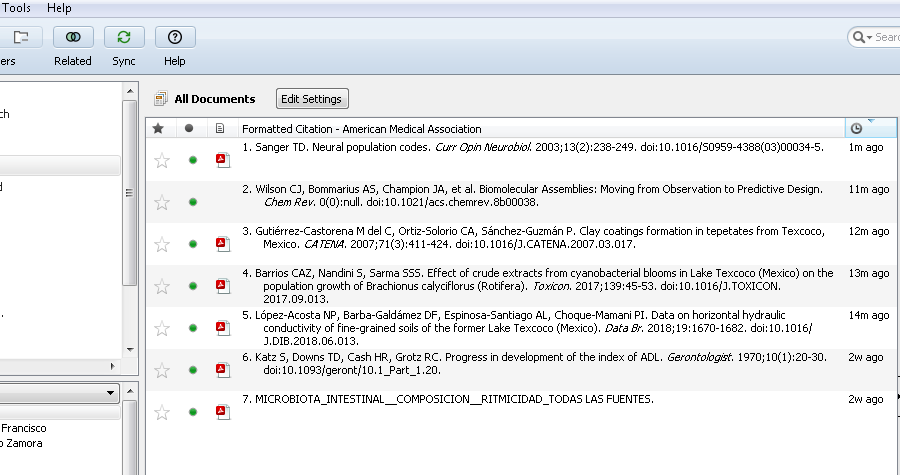 Tools Help
ers Related Sync Help
Searc
ch
d
.
Francisco
o Zamora
All Documents Edit Settings
Formatted Citation - American Medical Association
1. Sanger TD. Neural population codes. Curr Opin Neurobiol. 2003;13(2):238-249. doi:10.1016/S0959-4388(03)00034-5. 1m ago
2. Wilson CJ, Bommarius AS, Champion JA, et al. Biomolecular Assemblies: Moving from Observation to Predictive Design. 11m ago
Chem Rev. 0(0):null. doi:10.1021/acs.chemrev.8b00038.
3. Gutiérrez-Castorena M del C, Ortiz-Solorio CA, Sánchez-Guzmán P. Clay coatings formation in tepetates from Texcoco, 12m ago
Mexico. CATENA. 2007;71(3):411-424. doi:10.1016/J.CATENA.2007.03.017.
4. Barrios CAZ, Nandini S, Sarma SSS. Effect of crude extracts from cyanobacterial blooms in Lake Texcoco (Mexico) on the 13m ago
population growth of Brachionus calyciflorus (Rotifera). Toxicon. 2017;139:45-53. doi:10.1016/J.TOXICON.
2017.09.013.
5. López-Acosta NP, Barba-Galdámez DF, Espinosa-Santiago AL, Choque-Mamani PI. Data on horizontal hydraulic 14m ago
conductivity of fine-grained soils of the former Lake Texcoco (Mexico). Data Br. 2018;19:1670-1682. doi:10.1016/
J.DIB.2018.06.013.
6. Katz S, Downs TD, Cash HR, Grotz RC. Progress in development of the index of ADL. Gerontologist. 1970;10(1):20-30. 2w ago
doi:10.1093/geront/10.1_Part_1.20.
7. MICROBIOTA_INTESTINAL__COMPOSICION__RITMICIDAD_TODAS LAS FUENTES. 2w ago